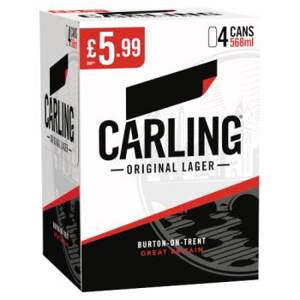 £5.99
4 CANS
568ml
CARLING
ORIGINAL LAGER
BURTON-ON-TRENT
GREAT BRITAIN